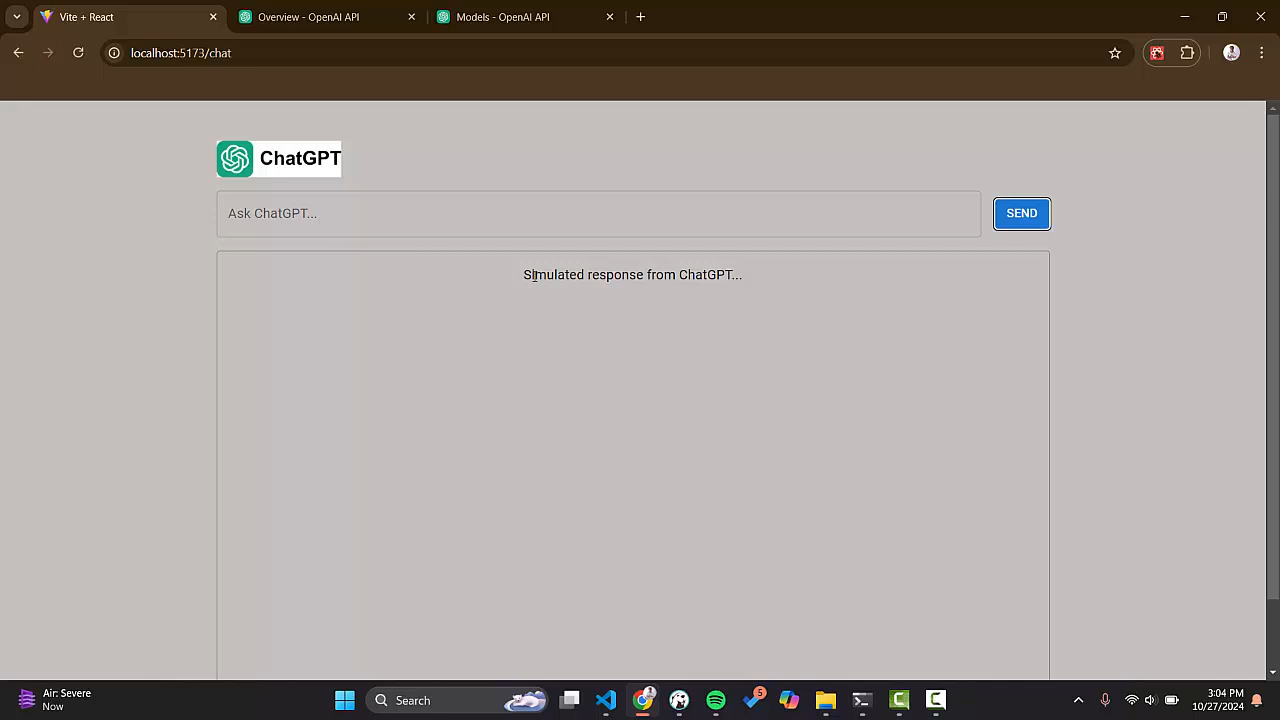 Vite + React
Overview - OpenAI API
Models - OpenAI API
localhost:5173/chat
ChatGPT
Ask ChatGPT...
SEND
Simulated response from ChatGPT...
Air: Severe
Now
Search
5
3:04 PM
10/27/2024